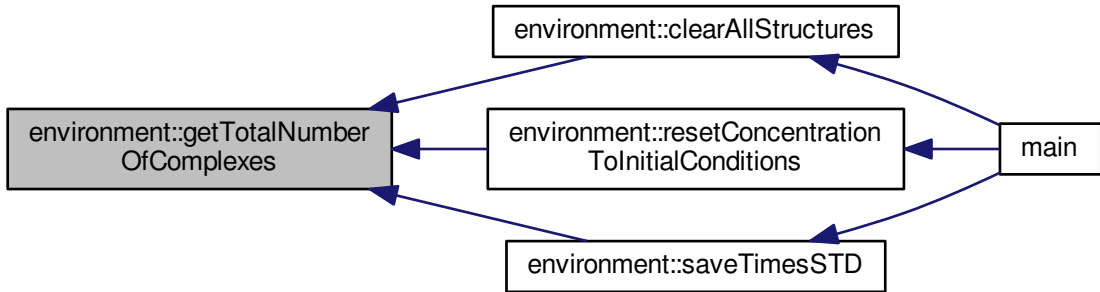 environment::clearAllStructures
environment::getTotalNumber
OfComplexes
environment::resetConcentration
ToInitialConditions
main
environment::saveTimesSTD